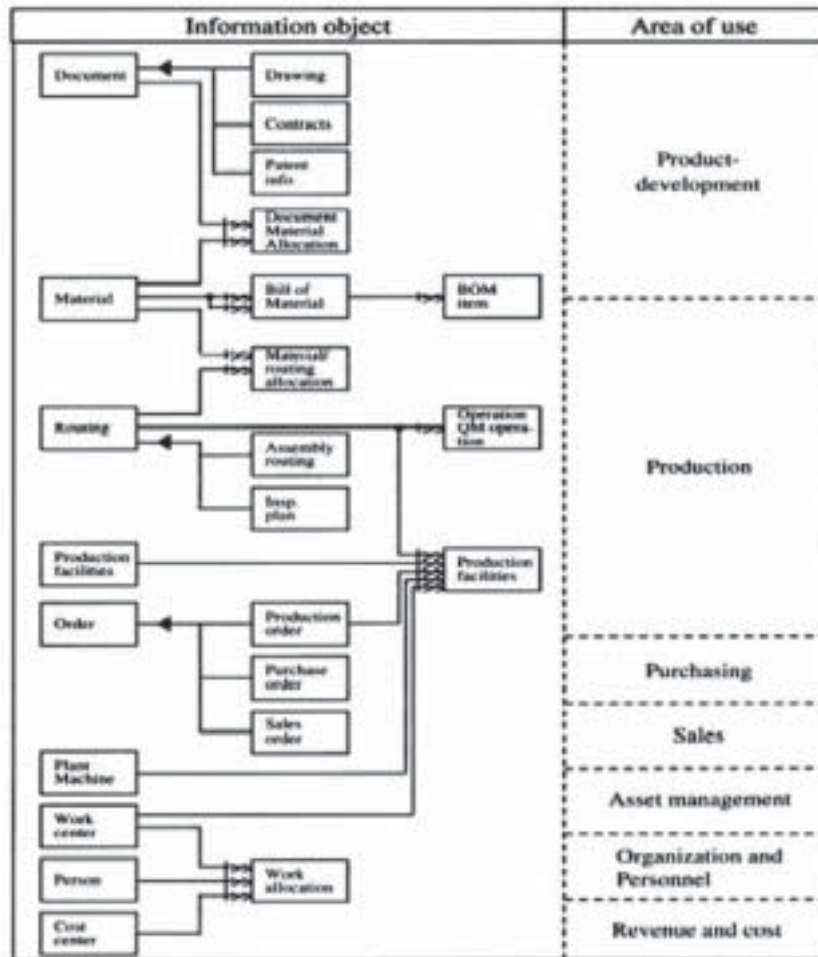 Information object
Area of use
Document
Drawing
Contracts
Patent
info
Document
Material
Allocation
Product-
development
Material
Bill of
Material
BOM
item
Material/
routing
allocation
Routing
Operation
QM opera-
tion
Assembly
routing
Insp.
plan
Production
Production
facilities
Production
facilities
Order
Production
order
Purchase
order
Sales
order
Purchasing
Sales
Plant
Machine
Asset management
Work
center
Person
Work
allocation
Organization and
Personnel
Cost
center
Revenue and cost